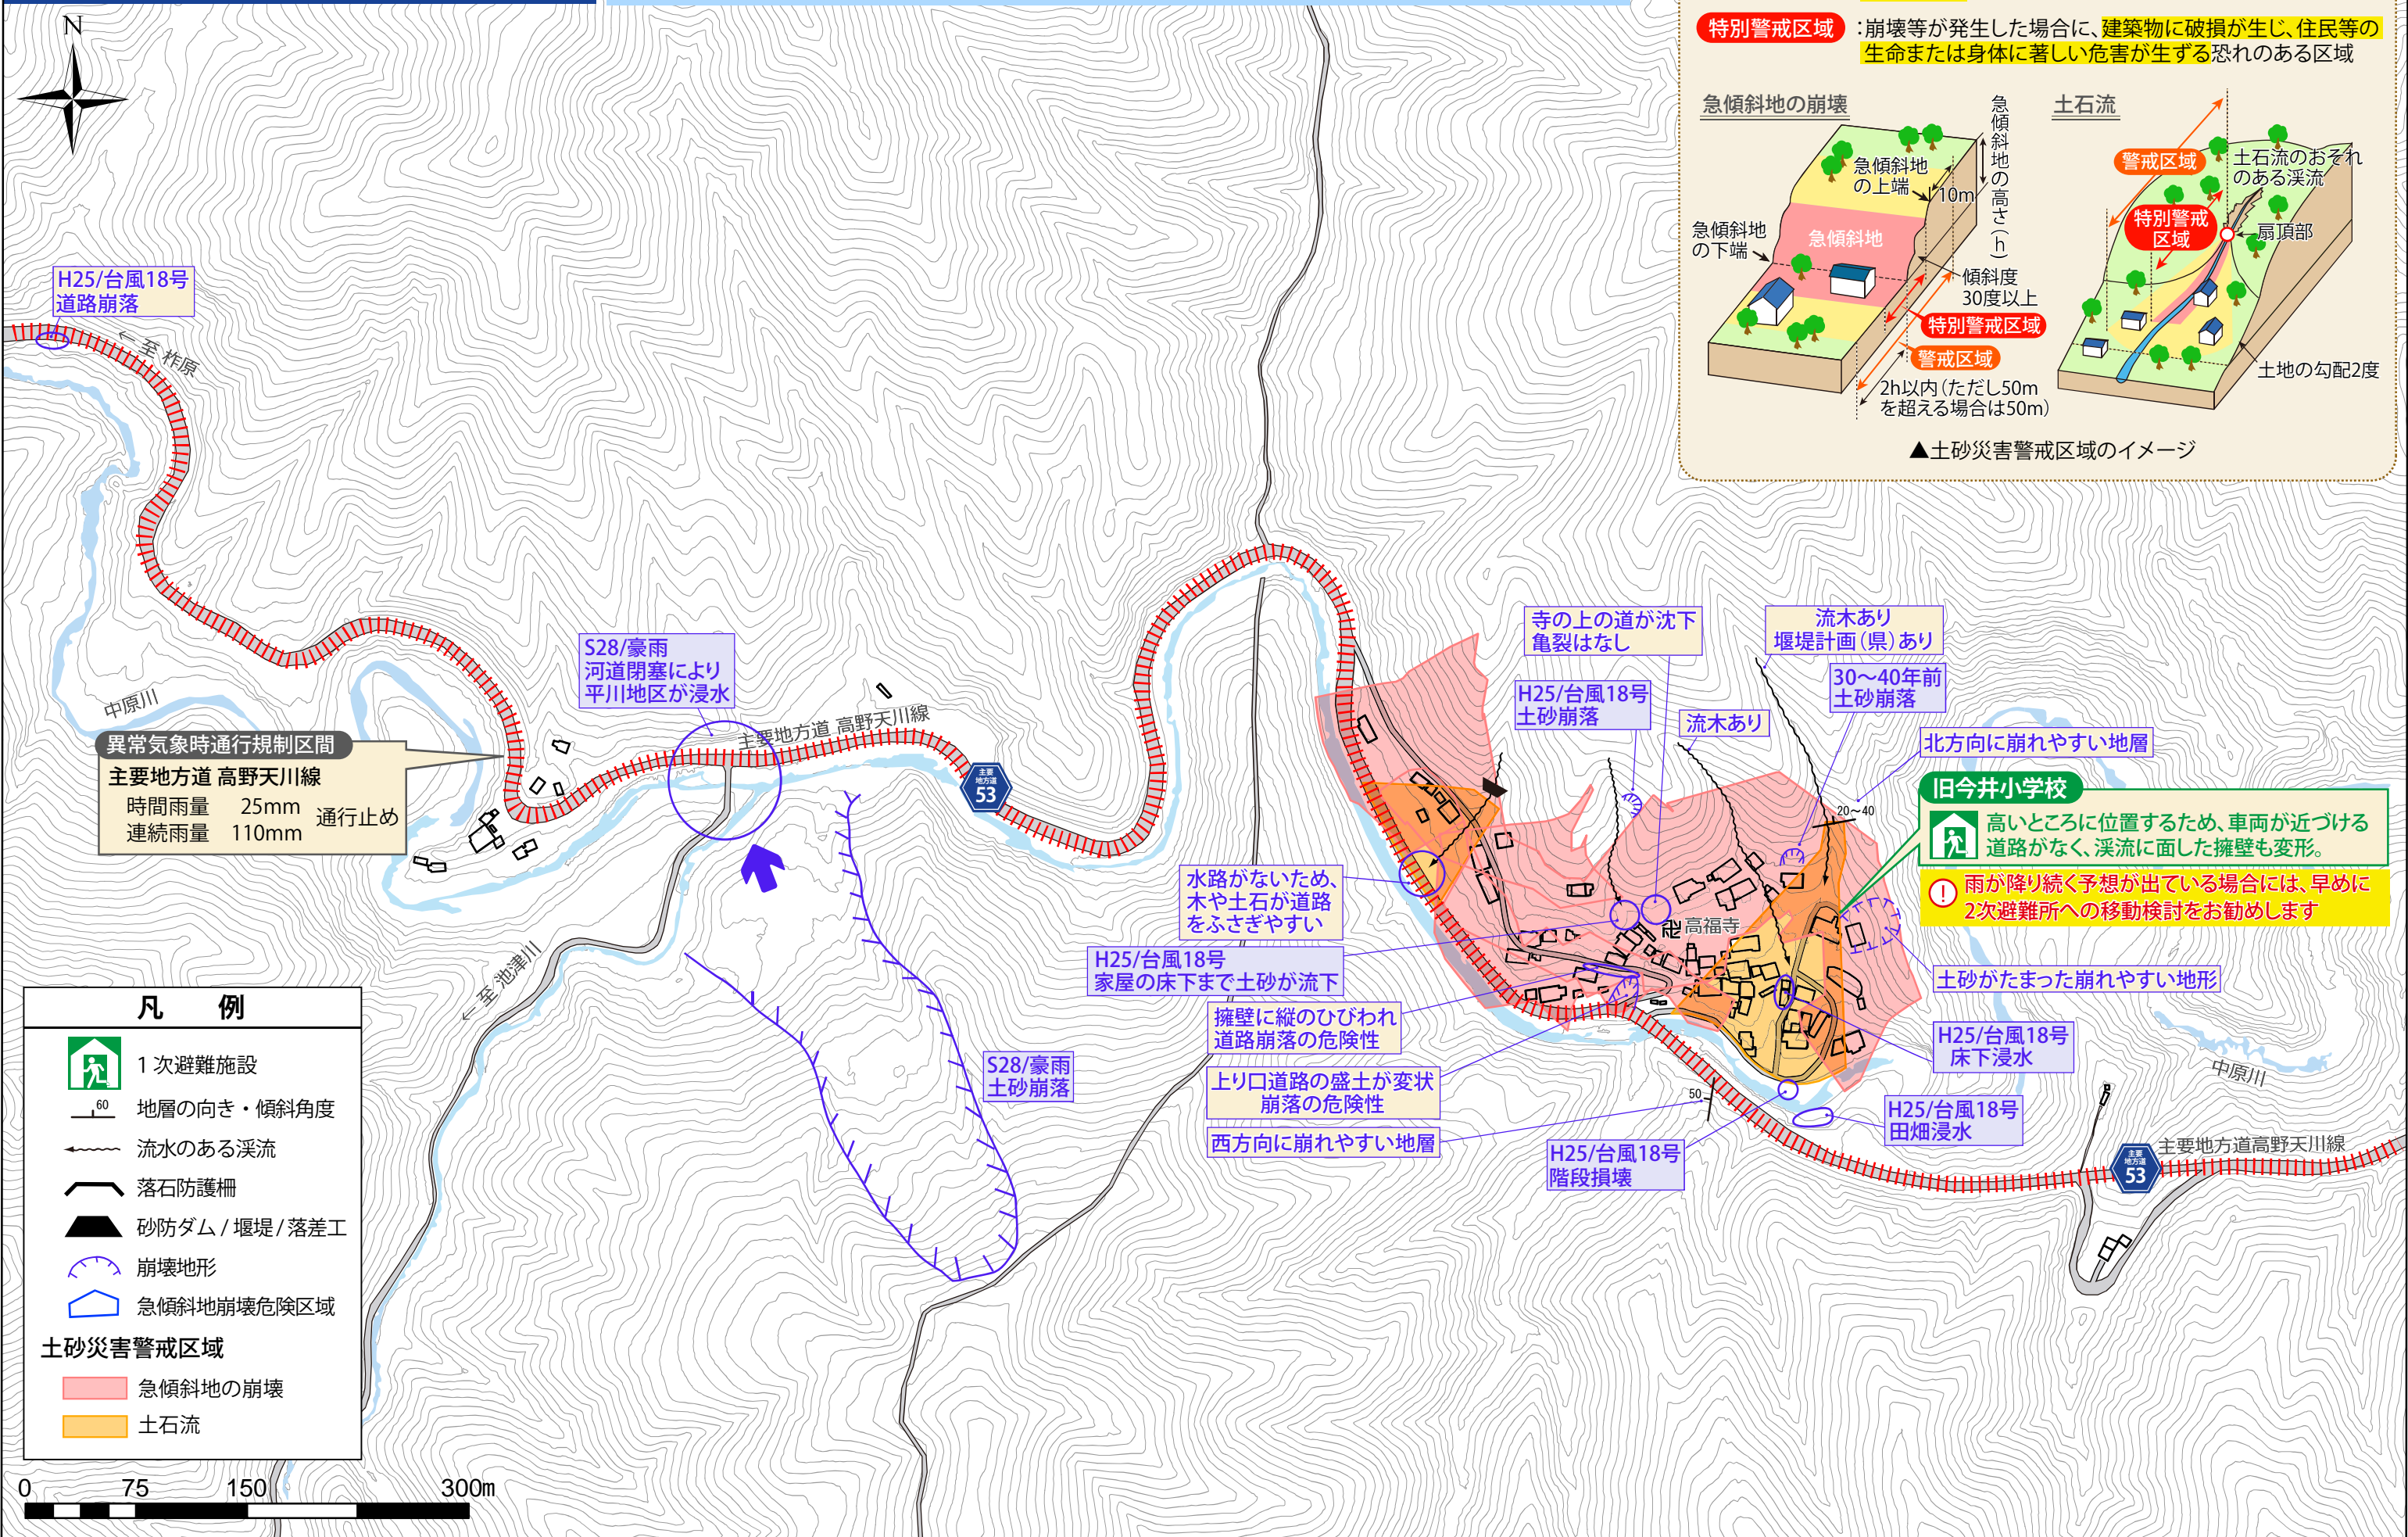 特別警戒区域：崩壊等が発生した場合に、建築物に破損が生じ、住民等の
生命または身体に著しい危害が生ずる恐れのある区域
急傾斜地の崩壊
急傾斜地の高さ（h）
急傾斜地
の上端
10m
急傾斜地
の下端
急傾斜地
傾斜度
30度以上
特別警戒区域
警戒区域
2h以内（ただし50m
を超える場合は50m）
土石流
警戒区域
土石流のおそれ
のある渓流
特別警戒
区域
扇頂部
土地の勾配2度
▲土砂災害警戒区域のイメージ
N
H25/台風18号
道路崩落
←至 柞原
中原川
異常気象時通行規制区間
主要地方道 高野天川線
時間雨量 25mm
連続雨量 110mm
通行止め
S28/豪雨
河道閉塞により
平川地区が浸水
主要地方道 高野天川線
主要
地方道
53
←至 池津川
S28/豪雨
土砂崩落
寺の上の道が沈下
亀裂はなし
流木あり
堰堤計画（県）あり
H25/台風18号
土砂崩落
流木あり
30～40年前
土砂崩落
北方向に崩れやすい地層
20～40
旧今井小学校
高いところに位置するため、車両が近づける
道路がなく、渓流に面した擁壁も変形。
! 雨が降り続く予想が出ている場合には、早めに
2次避難所への移動検討をお勧めします
水路がないため、
木や土石が道路
をふさぎやすい
卍高福寺
H25/台風18号
家屋の床下まで土砂が流下
土砂がたまった崩れやすい地形
擁壁に縦のひびわれ
道路崩落の危険性
H25/台風18号
床下浸水
上り口道路の盛土が変状
崩落の危険性
50
西方向に崩れやすい地層
H25/台風18号
階段損壊
H25/台風18号
田畑浸水
中原川
主要地方道高野天川線
主要
地方道
53
凡 例
1次避難施設
60
地層の向き・傾斜角度
流水のある渓流
落石防護柵
砂防ダム / 堰堤 / 落差工
崩壊地形
急傾斜地崩壊危険区域
土砂災害警戒区域
急傾斜地の崩壊
土石流
0 75 150 300m